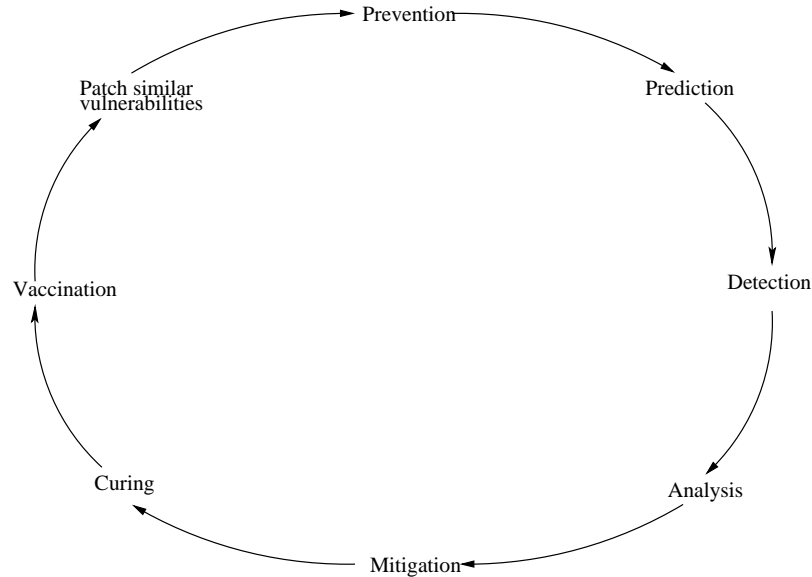 Prevention
Prediction
Detection
Analysis
Mitigation
Curing
Vaccination
Patch similar
vulnerabilities